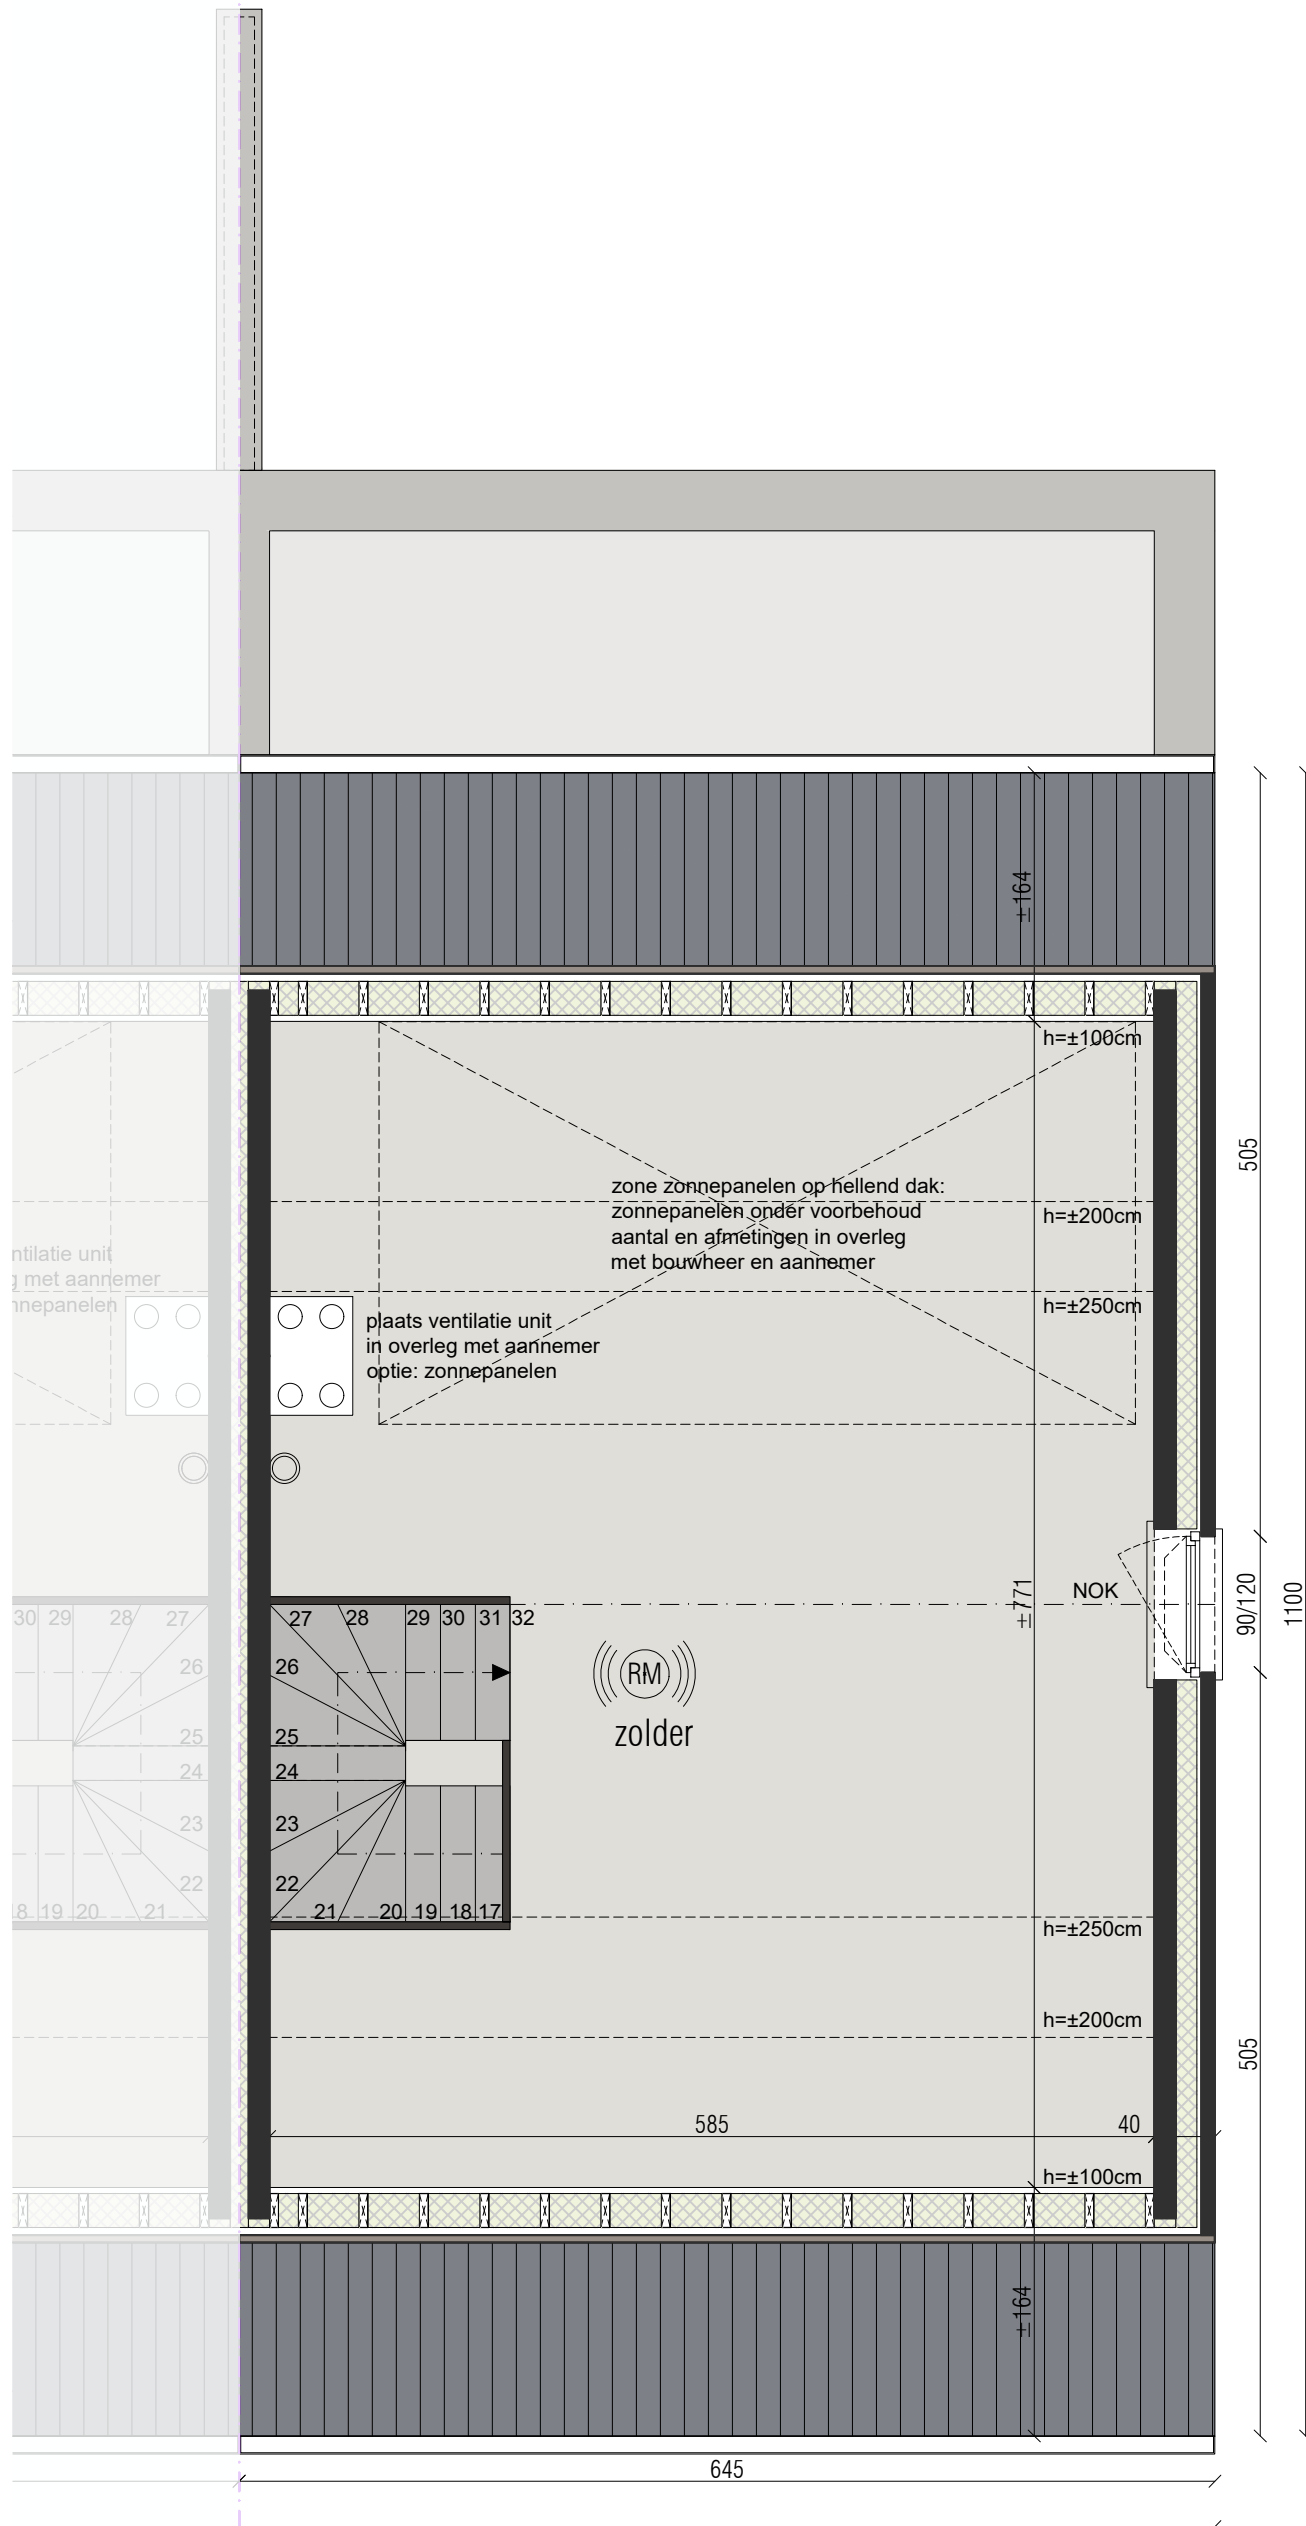 ±164
h=±100cm
505
zone zonnepanelen op hellend dak:
zonnepanelen onder voorbehoud
aantal en afmetingen in overleg
met bouwheer en aannemer
h=±200cm
ntilatie unit
g met aannemer
nnepanelen
h=±250cm
plaats ventilatie unit
in overleg met aannemer
optie: zonnepanelen
±771
NOK
90/120
1100
30 29 28 27
27 28 29 30 31 32
26
26
RM
zolder
25
25
24
24
23
23
22
22
18 19 20 21
21 20 19 18 17
h=±250cm
h=±200cm
505
585
40
h=±100cm
±164
645